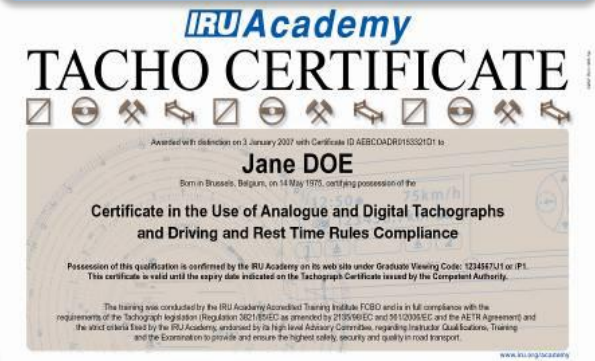 IRU Academy
TACHO CERTIFICATE
Awarded with distinction on 3 January 2007 with Certificate ID AEBCOADR0153321D1 to
Jane DOE
Born in Brussels, Belgium, on 14 May 1975, certifying possession of the
Certificate in the Use of Analogue and Digital Tachographs
and Driving and Rest Time Rules Compliance
Possession of this qualification is confirmed by the IRU Academy on its web site under Graduate Viewing Code: 1234567/J1 or /P1.
This certificate is valid until the expiry date indicated on the Tachograph Certificate issued by the Competent Authority.
The training was conducted by the IRU Academy Accredited Training Institute FCBO and is in full compliance with the
requirements of the Tachograph legislation (Regulation 3821/85/EC as amended by 2135/98/EC and 561/2006/EC and the AETR Agreement) and
the strict criteria fixed by the IRU Academy, endorsed by its high level Advisory Committee, regarding Instructor Qualifications, Training
and the Examination to provide and ensure the highest safety, security and quality in road transport.
www.iru.org/academy